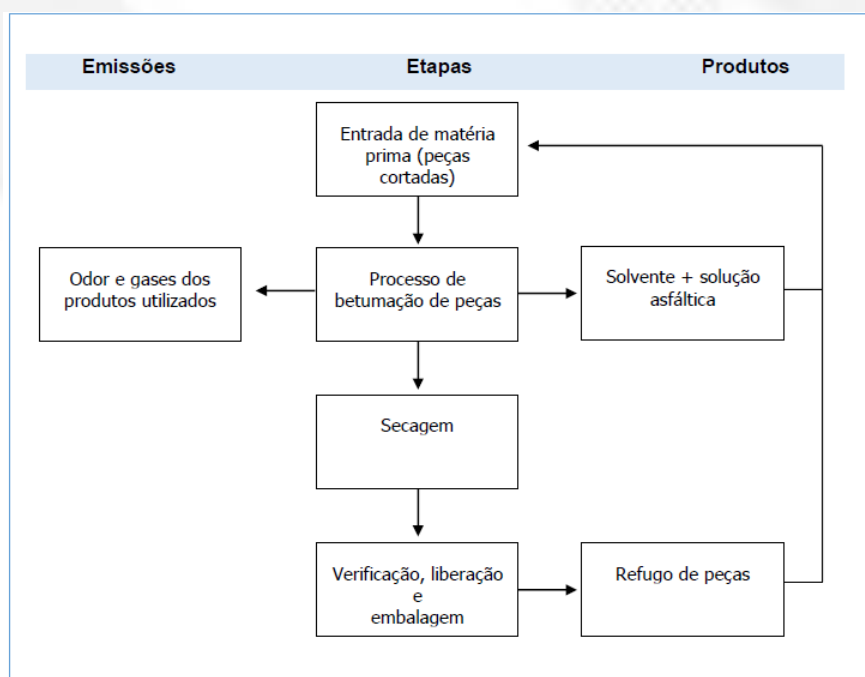 Emissões Etapas Produtos
Entrada de matéria
prima (peças
cortadas)
Odor e gases dos
produtos utilizados
Processo de
betumação de peças
Solvente + solução
asfáltica
Secagem
Verificação, liberação
e
embalagem
Refugo de peças